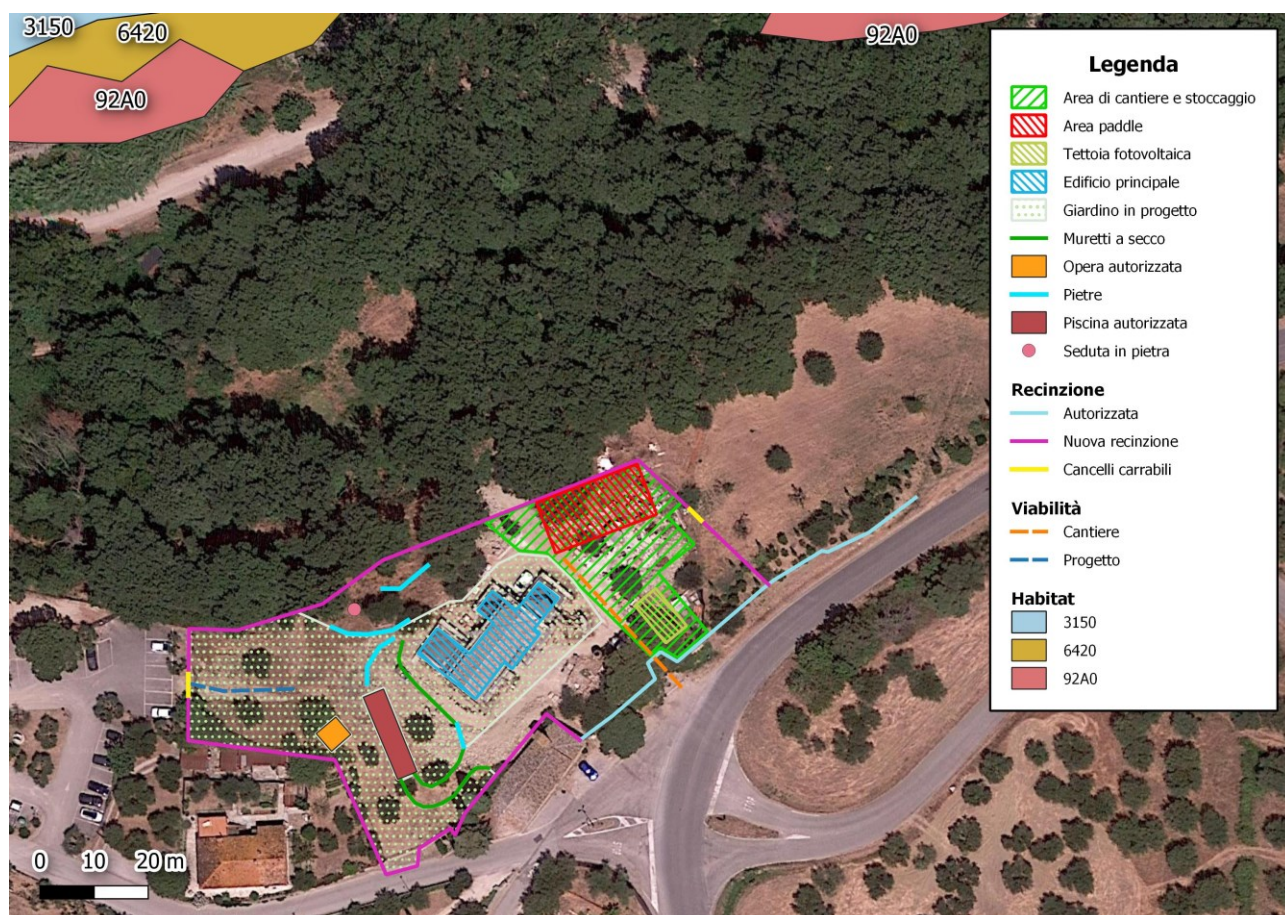 3150
6420
92A0
92A0
Legenda
Area di cantiere e stoccaggio
Area paddle
Tettoia fotovoltaica
Edificio principale
Giardino in progetto
Muretti a secco
Opera autorizzata
Pietre
Piscina autorizzata
Seduta in pietra
Recinzione
Autorizzata
Nuova recinzione
Cancelli carrabili
Viabilità
Cantiere
Progetto
Habitat
3150
6420
92A0
0 10 20 m